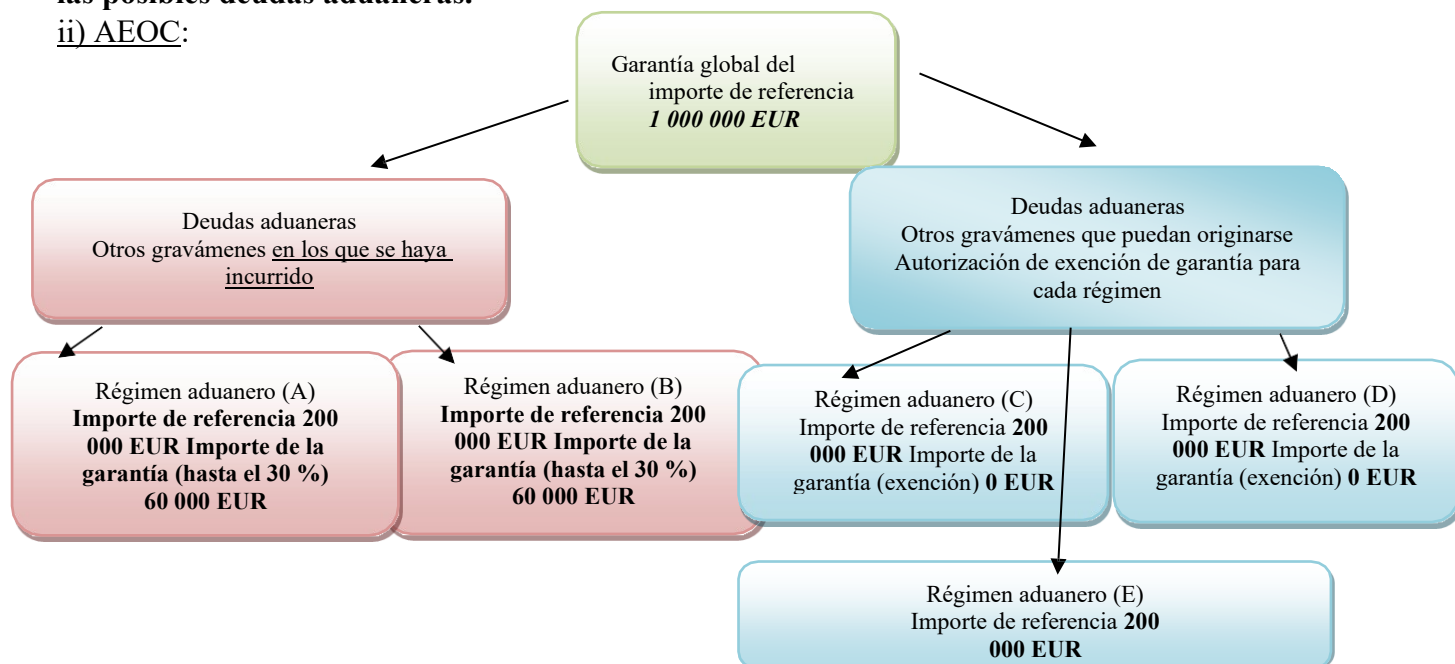 las posibles deudas aduaneras.
ii) AEOC:
Garantía global del
importe de referencia
1 000 000 EUR
Deudas aduaneras
Otros gravámenes en los que se haya
incurrido
Deudas aduaneras
Otros gravámenes que puedan originarse
Autorización de exención de garantía para
cada régimen
Régimen aduanero (A)
Importe de referencia 200
000 EUR Importe de la
garantía (hasta el 30 %)
60 000 EUR
Régimen aduanero (B)
Importe de referencia 200
000 EUR Importe de la
garantía (hasta el 30 %)
60 000 EUR
Régimen aduanero (C)
Importe de referencia 200
000 EUR Importe de la
garantía (exención) 0 EUR
Régimen aduanero (D)
Importe de referencia 200
000 EUR Importe de la
garantía (exención) 0 EUR
Régimen aduanero (E)
Importe de referencia 200
000 EUR